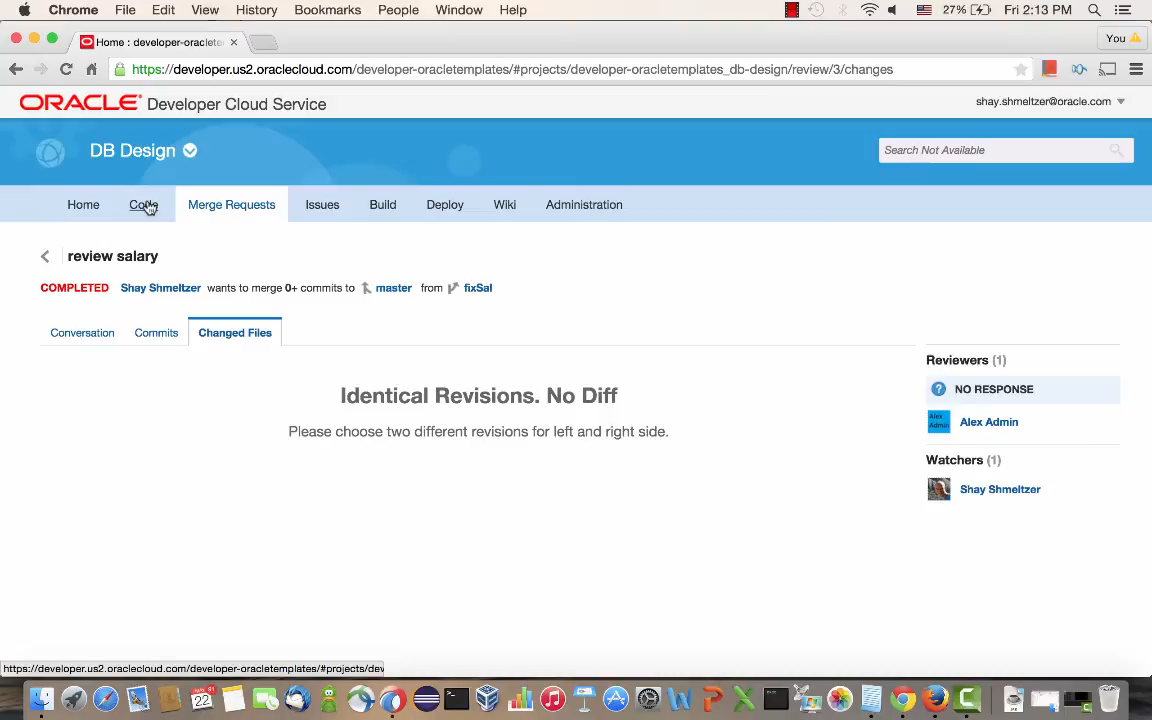 Chrome File Edit View History Bookmarks People Window Help 27% Fri 2:13 PM
Home : developer-oraclete
You
https://developer.us2.oraclecloud.com/developer-oracletemplates/#projects/developer-oracletemplates_db-design/review/3/changes
ORACLE Developer Cloud Service
shay.shmeltzer@oracle.com
DB Design
Search Not Available
Home Code Merge Requests Issues Build Deploy Wiki Administration
review salary
COMPLETED Shay Shmeltzer wants to merge 0+ commits to master from fixSal
Conversation Commits Changed Files
Identical Revisions. No Diff
Please choose two different revisions for left and right side.
Reviewers (1)
? NO RESPONSE
Alex Admin
Alex Admin
Watchers (1)
Shay Shmeltzer
https://developer.us2.oraclecloud.com/developer-oracletemplates/#projects/dev
22